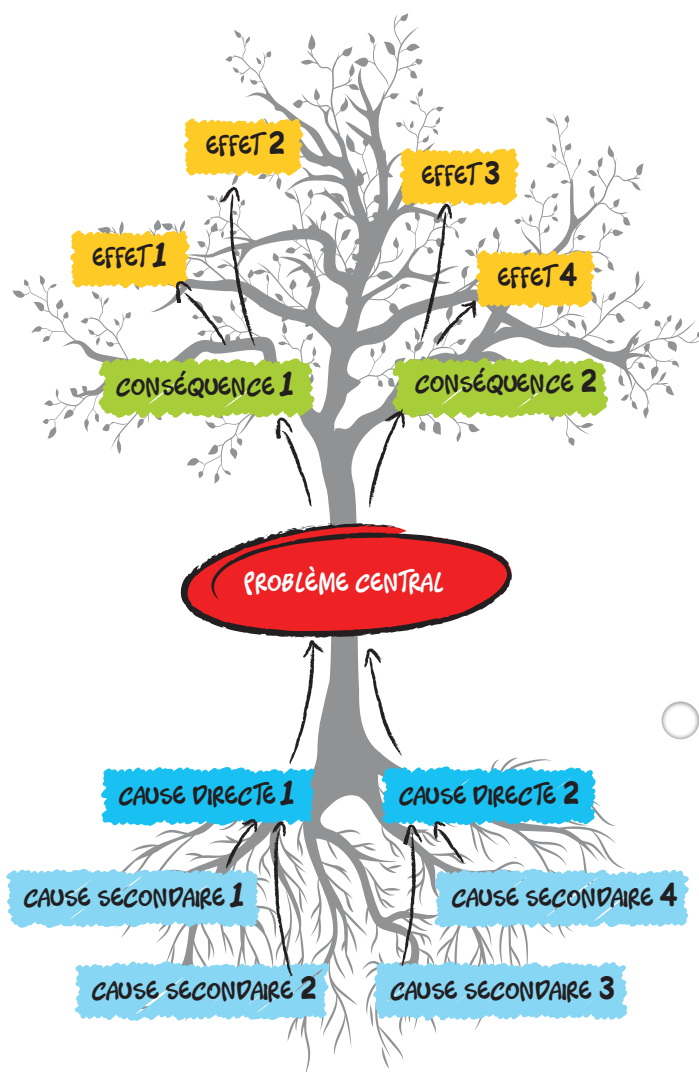 EFFET 2
EFFET 3
EFFET 1
EFFET 4
CONSÉQUENCE 1
CONSÉQUENCE 2
PROBLÈME CENTRAL
CAUSE DIRECTE 1
CAUSE DIRECTE 2
CAUSE SECONDAIRE 1
CAUSE SECONDAIRE 4
CAUSE SECONDAIRE 2
CAUSE SECONDAIRE 3